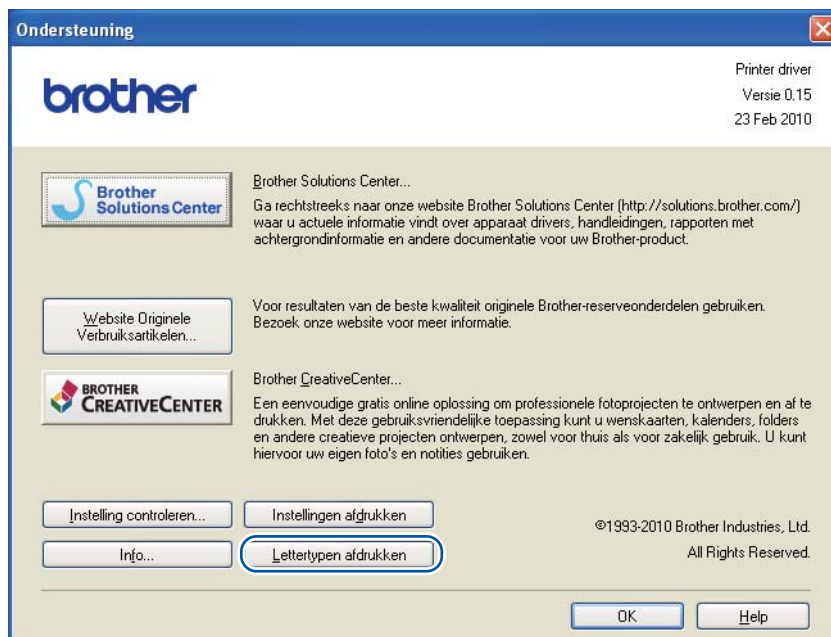 Ondersteuning
brother
Printer driver
Versie 0.15
23 Feb 2010
Brother
Solutions Center
Brother Solutions Center...
Ga rechtstreeks naar onze website Brother Solutions Center (http://solutions.brother.com/)
waar u actuele informatie vindt over apparaat drivers, handleidingen, rapporten met
achtergrondinformatie en andere documentatie voor uw Brother-product.
Website Originele
Verbruiksartikelen...
Voor resultaten van de beste kwaliteit originele Brother-reserveonderdelen gebruiken.
Bezoek onze website voor meer informatie.
BROTHER
CREATIVECENTER
Brother CreativeCenter...
Een eenvoudige gratis online oplossing om professionele fotoprojecten te ontwerpen en af te
drukken. Met deze gebruiksvriendelijke toepassing kunt u wenskaarten, kalenders, folders
en andere creatieve projecten ontwerpen, zowel voor thuis als voor zakelijk gebruik. U kunt
hiervoor uw eigen foto's en notities gebruiken.
Instelling controleren...
Instellingen afdrukken
©1993-2010 Brother Industries, Ltd.
Info...
Lettertypen afdrukken
All Rights Reserved.
OK
Help